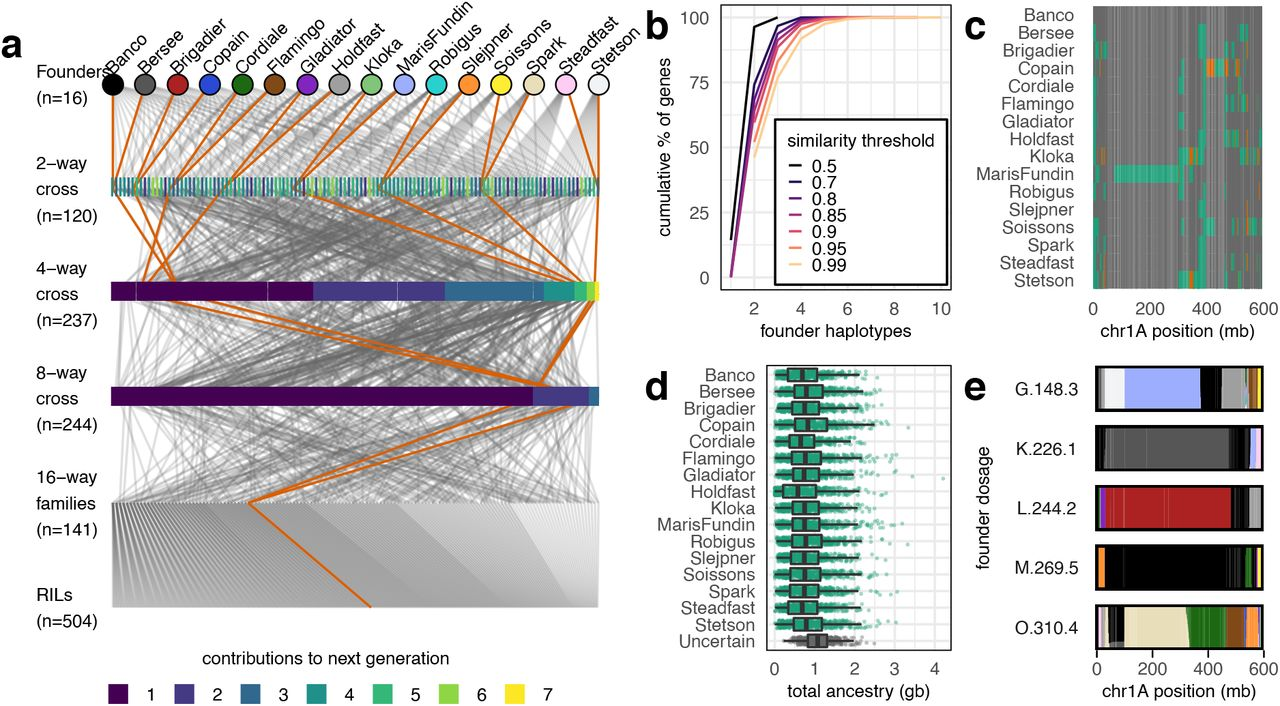 a
Founders
(n=16)
Banco
Bersee
Brigadier
Copain
Cordiale
Flamingo
Gladiator
Holdfast
Kloka
MarisFundin
Robigus
Slejpner
Soissons
Spark
Steadfast
Stetson
2-way
cross
(n=120)
4-way
cross
(n=237)
8-way
cross
(n=244)
16-way
families
(n=141)
RILs
(n=504)
contributions to next generation
1 2 3 4 5 6 7
b
cumulative % of genes
100
75
50
25
0
similarity threshold
0.5
0.7
0.8
0.85
0.9
0.95
0.99
2 4 6 8 10
founder haplotypes
c
Banco
Bersee
Brigadier
Copain
Cordiale
Flamingo
Gladiator
Holdfast
Kloka
MarisFundin
Robigus
Slejpner
Soissons
Spark
Steadfast
Stetson
0 200 400 600
chr1A position (mb)
d
Banco
Bersee
Brigadier
Copain
Cordiale
Flamingo
Gladiator
Holdfast
Kloka
MarisFundin
Robigus
Slejpner
Soissons
Spark
Steadfast
Stetson
Uncertain
0 1 2 3 4
total ancestry (gb)
e
founder dosage
G.148.3
K.226.1
L.244.2
M.269.5
O.310.4
0 200 400 600
chr1A position (mb)